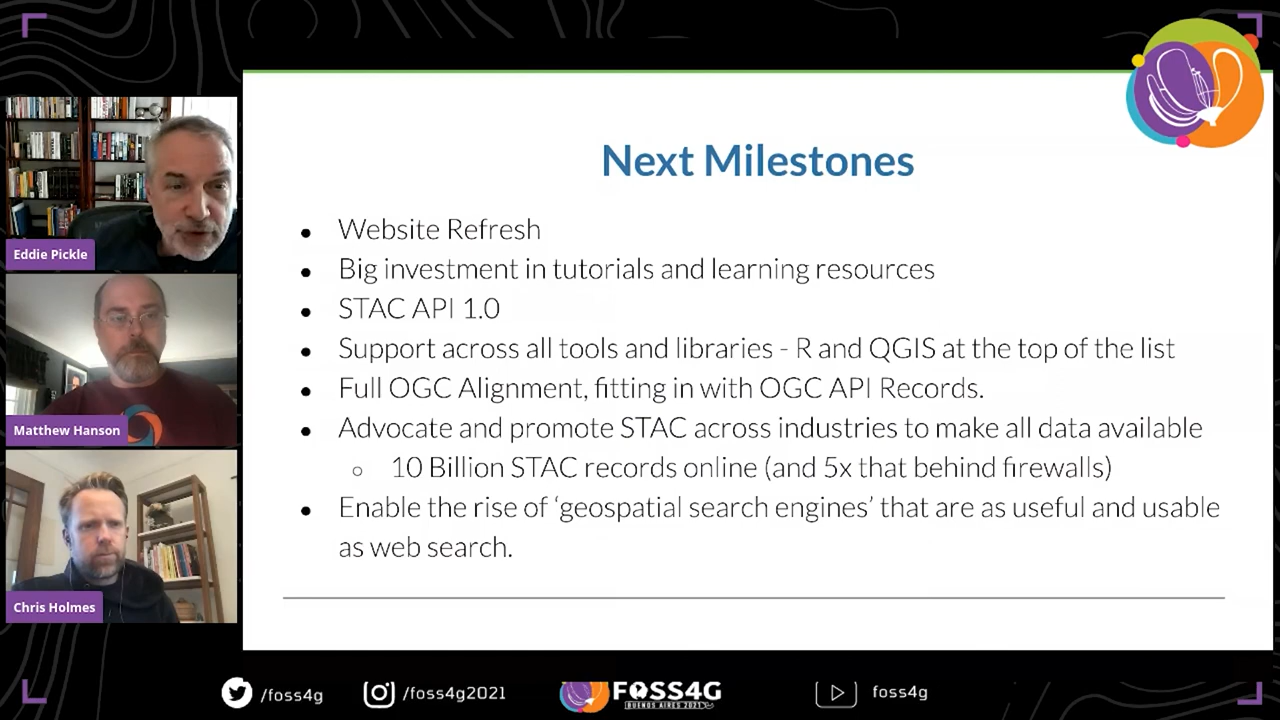 Next Milestones
Website Refresh
Big investment in tutorials and learning resources
STAC API 1.0
Support across all tools and libraries - R and QGIS at the top of the list
Full OGC Alignment, fitting in with OGC API Records.
Advocate and promote STAC across industries to make all data available
10 Billion STAC records online (and 5x that behind firewalls)
Enable the rise of ‘geospatial search engines’ that are as useful and usable
as web search.
Eddie Pickle
Matthew Hanson
Chris Holmes
/foss4g
/foss4g2021
FOSS4G
BUENOS AIRES 2021
foss4g